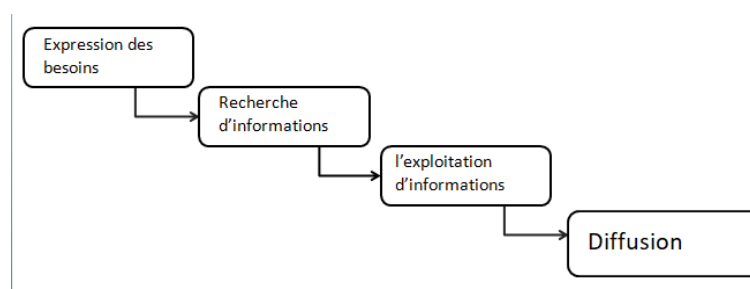 Expression des
besoins
Recherche
d'informations
l'exploitation
d'informations
Diffusion